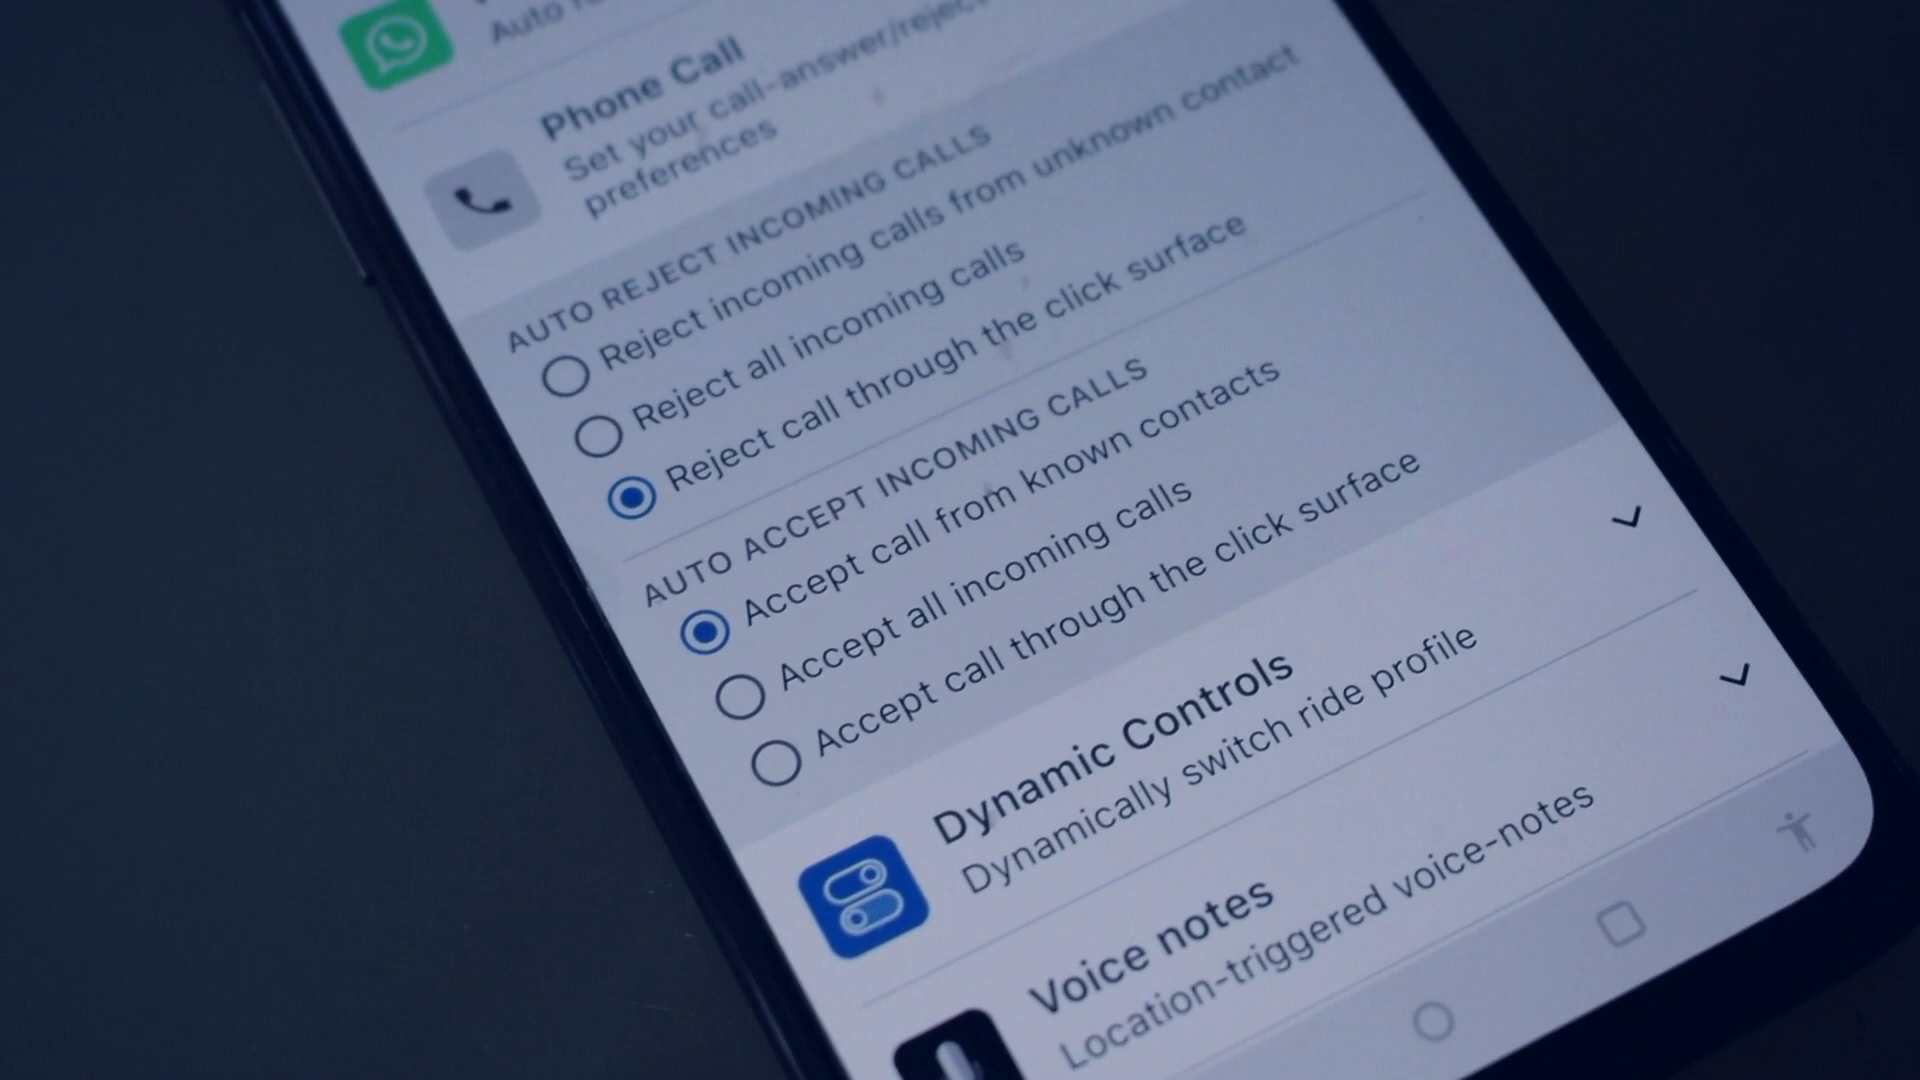 Auto
Phone Call
Set your call-answer/reject
preferences
AUTO REJECT INCOMING CALLS
Reject incoming calls from unknown contact
Reject all incoming calls
Reject call through the click surface
AUTO ACCEPT INCOMING CALLS
Accept call from known contacts
Accept all incoming calls
Accept call through the click surface
Dynamic Controls
Dynamically switch ride profile
Voice notes
Location-triggered voice-notes